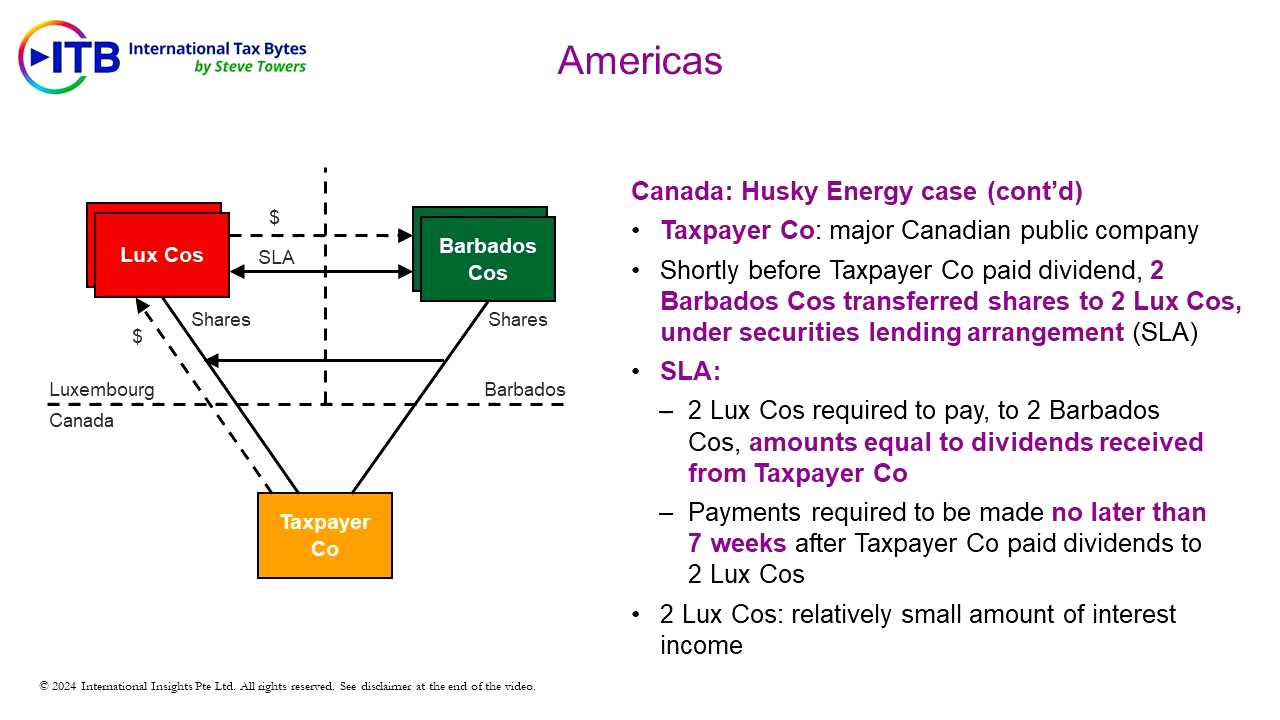 ITB International Tax Bytes
by Steve Towers
Americas
$
Lux Cos
SLA
Barbados
Cos
Shares
Shares
$
Luxembourg
Barbados
Canada
Taxpayer
Co
Canada: Husky Energy case (cont’d)
• Taxpayer Co: major Canadian public company
• Shortly before Taxpayer Co paid dividend, 2
Barbados Cos transferred shares to 2 Lux Cos,
under securities lending arrangement (SLA)
• SLA:
– 2 Lux Cos required to pay, to 2 Barbados
Cos, amounts equal to dividends received
from Taxpayer Co
– Payments required to be made no later than
7 weeks after Taxpayer Co paid dividends to
2 Lux Cos
• 2 Lux Cos: relatively small amount of interest
income
© 2024 International Insights Pte Ltd. All rights reserved. See disclaimer at the end of the video.